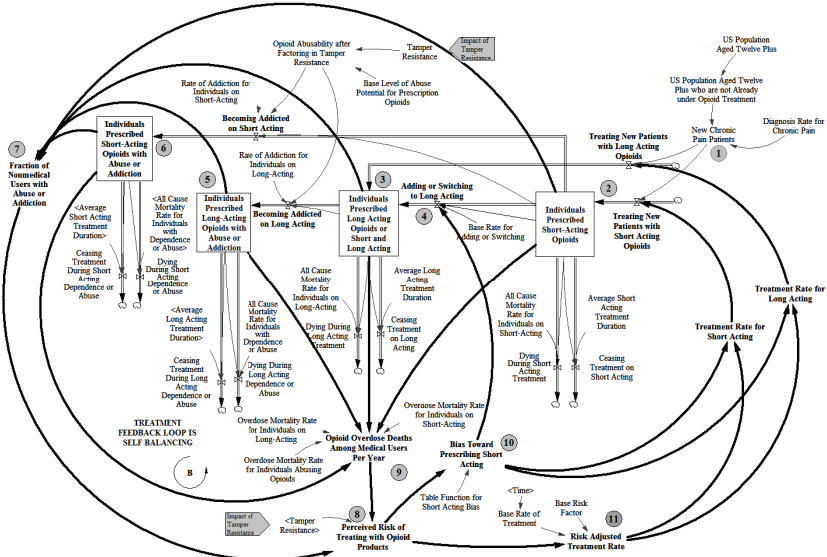 US Population
Aged Twelve Plus
Opioid Abusability after
Factoring in Tamper
Resistance
Tamper
Resistance
Impact of
Tamper
Resistance
US Population Aged Twelve
Plus who are not Already
under Opioid Treatment
Rate of Addiction for
Individuals on
Short-Acting
Base Level of Abuse
Potential for Prescription
Opioids
Becoming Addicted
on Short Acting
Individuals
Prescribed
Short-Acting
Opioids with
Abuse or
Addiction
6
7
Fraction of
Nonmedical
Users with
Abuse or
Addiction
New Chronic
Pain Patients
1
Diagnosis Rate for
Chronic Pain
Treating New Patients
with Long Acting
Opioids
Rare of Addiction for
Individuals on
Long-Acting
5
Individuals
Prescribed
Long-Acting
Opioids with
Abuse or
Addiction
Becoming Addicted
on Long Acting
3
Individuals
Prescribed
Long Acting
Opioids or
Short and
Long Acting
Adding or Switching
to Long Acting
4
Base Rate for
Adding or Switching
2
Individuals
Prescribed
Short-Acting
Opioids
Treating New
Patients with Short
Acting Opioids
<Average
Short Acting
Treatment
Duration>
<All Cause
Mortality
Rate for
Individuals
with
Dependence
or Abuse>
Ceasing
Treatment
During Short
Acting
Dependence or
Abuse
Dying
During Short
Acting
Dependence
or Abuse
<Average
Long Acting
Treatment
Duration>
All Cause
Mortality
Rate for
Individuals
with
Dependence
or Abuse
Ceasing
Treatment
During Long
Acting
Dependence or
Abuse
Dying During
Long Acting
Dependence or
Abuse
All Cause
Mortality
Rate for
Individuals on
Long-Acting
Average Long
Acting
Treatment
Duration
Dying During
Long Acting
Treatment
Ceasing
Treatment
on Long
Acting
All Cause
Mortality
Rate for
Individuals on
Short-Acting
Average Short
Acting
Treatment
Duration
Dying
During Short
Acting
Treatment
Ceasing
Treatment on
Short Acting
Treatment Rate for
Long Acting
Treatment Rate for
Short Acting
TREATMENT
FEEDBACK LOOP IS
SELF BALANCING
B
Overdose Mortality Rate
for Individuals on
Long-Acting
Overdose Mortality Rate
for Individuals on
Short-Acting
Opioid Overdose Deaths
Among Medical Users
Per Year
9
Overdose Mortality Rate
for Individuals Abusing
Opioids
Bias Toward
Prescribing Short
Acting
10
Table Function for
Short Acting Bias
Impact of
Tamper
Resistance
<Tamper
Resistance>
8
Perceived Risk of
Treating with Opioid
Products
<Time>
Base Rate of
Treatment
Base Risk
Factor
11
Risk Adjusted
Treatment Rate